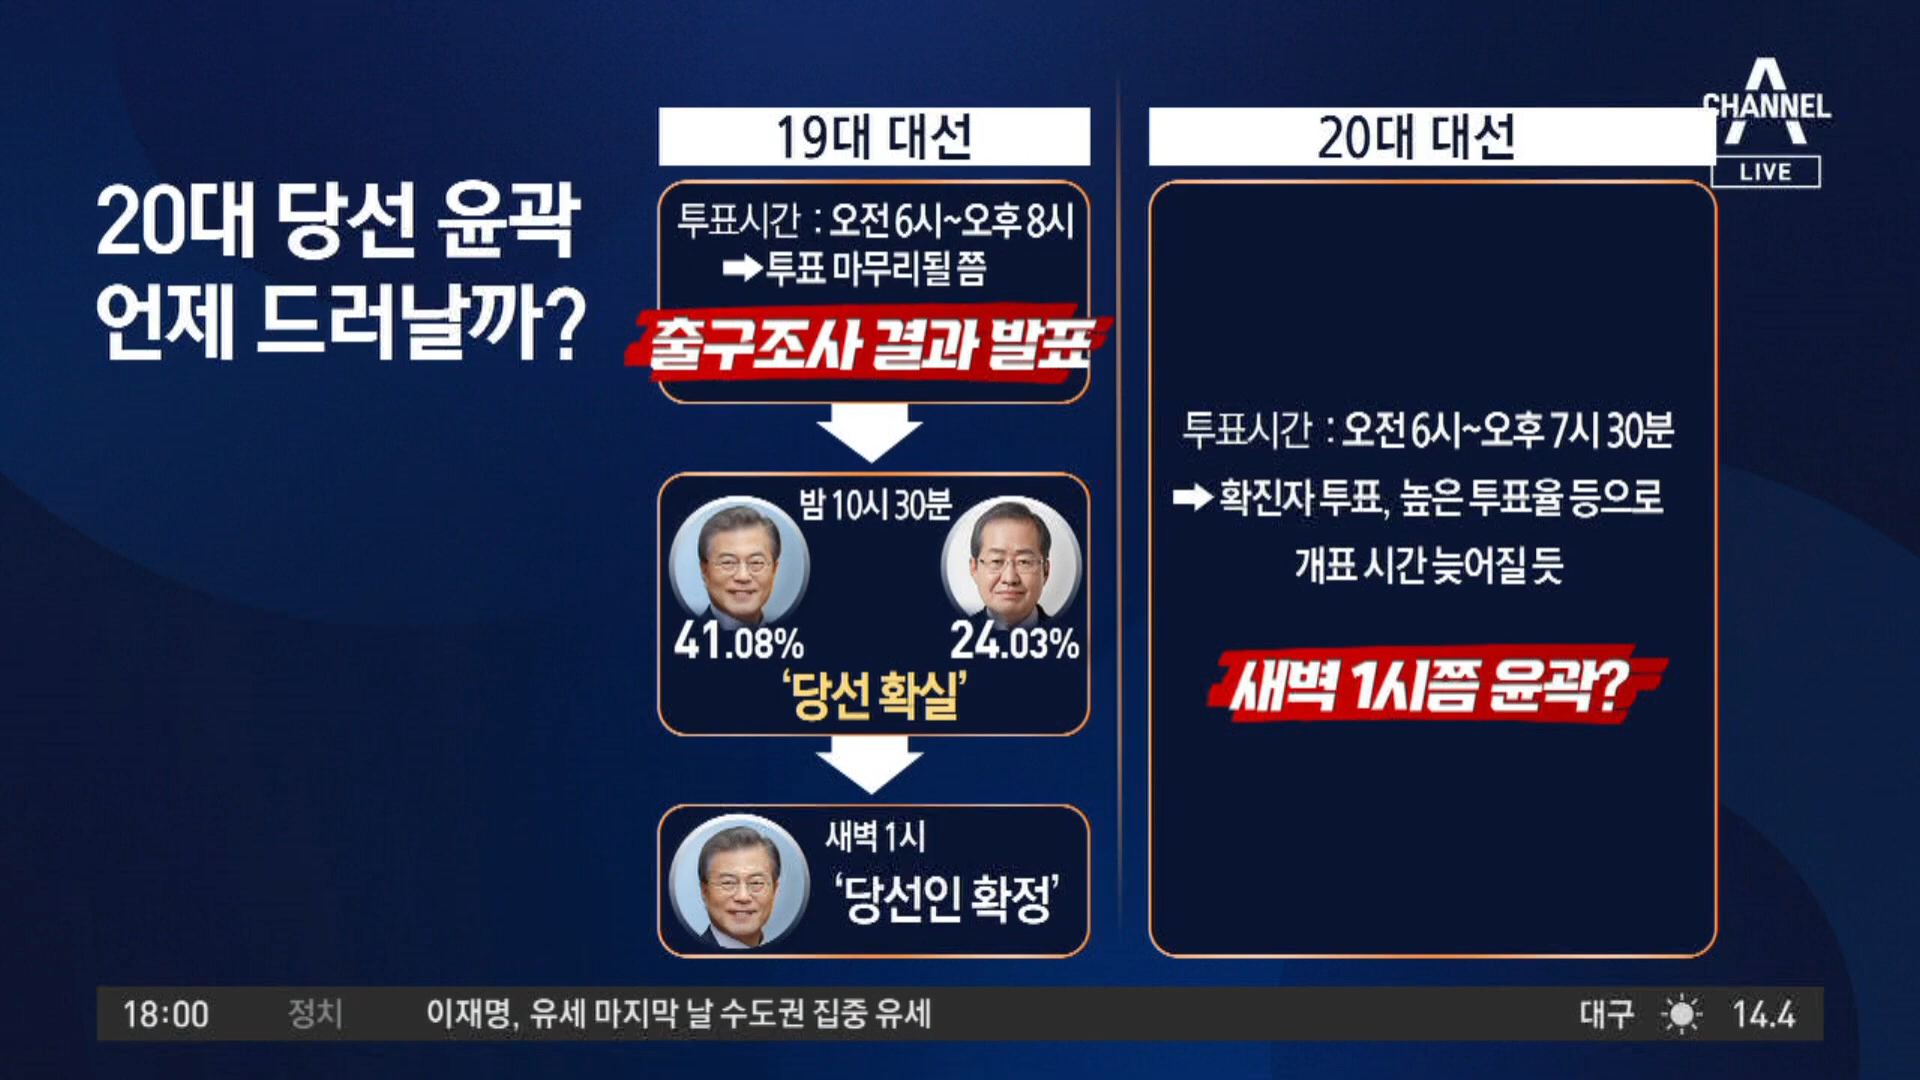 20대 당선 윤곽
언제 드러날까?
19대 대선
투표시간 : 오전 6시~오후 8시
➡투표 마무리될 쯤
출구조사 결과 발표
밤 10시 30분
41.08%
24.03%
‘당선 확실’
새벽 1시
‘당선인 확정’
20대 대선
투표시간 : 오전 6시~오후 7시 30분
➡확진자 투표, 높은 투표율 등으로
개표 시간 늦어질 듯
새벽 1시쯤 윤곽?
CHANNEL A
LIVE
18:00 정치 이재명, 유세 마지막 날 수도권 집중 유세 대구 14.4